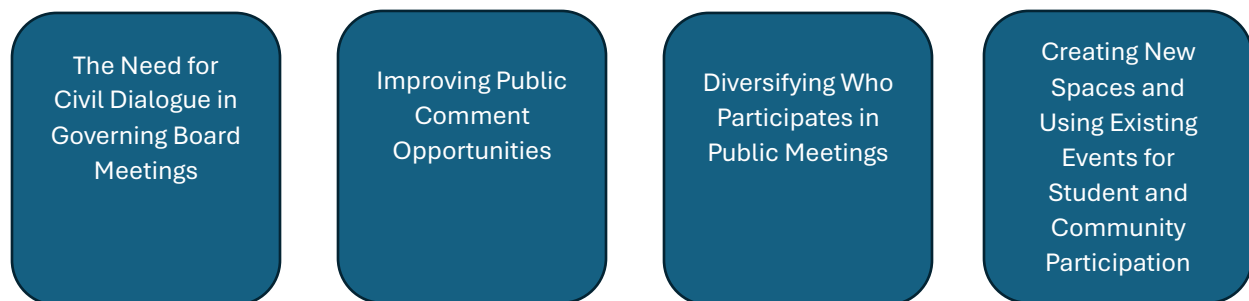 The Need for
Civil Dialogue in
Governing Board
Meetings
Improving Public
Comment
Opportunities
Diversifying Who
Participates in
Public Meetings
Creating New
Spaces and
Using Existing
Events for
Student and
Community
Participation